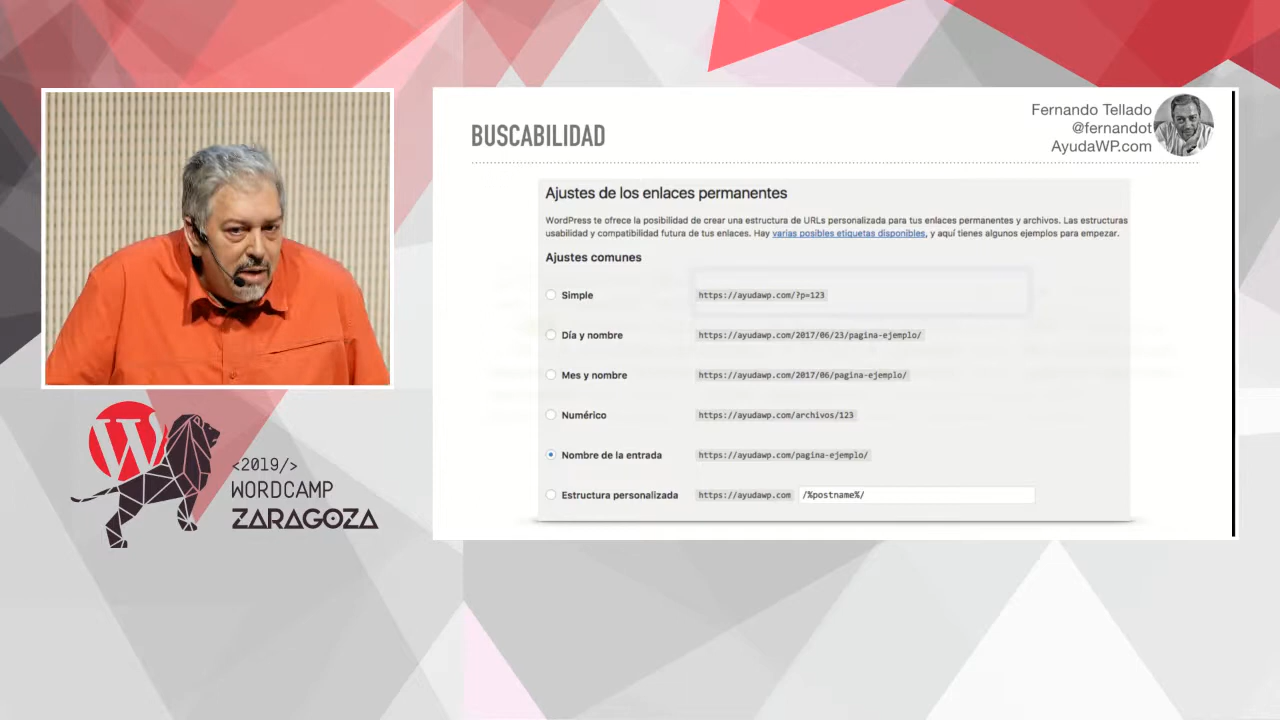 BUSCABILIDAD
Fernando Tellado
@fernandot
AyudaWP.com
Ajustes de los enlaces permanentes
WordPress te ofrece la posibilidad de crear una estructura de URLs personalizada para tus enlaces permanentes y archivos. Las estructuras
usabilidad y compatibilidad futura de tus enlaces. Hay varias posibles etiquetas disponibles, y aquí tienes algunos ejemplos para empezar.
Ajustes comunes
Simple https://ayudawp.com/?p=123
Día y nombre https://ayudawp.com/2017/06/23/pagina-ejemplo/
Mes y nombre https://ayudawp.com/2017/06/pagina-ejemplo/
Numérico https://ayudawp.com/archivos/123
Nombre de la entrada https://ayudawp.com/pagina-ejemplo/
Estructura personalizada https://ayudawp.com /%postname%/
<2019/>
WORDCAMP
ZARAGOZA